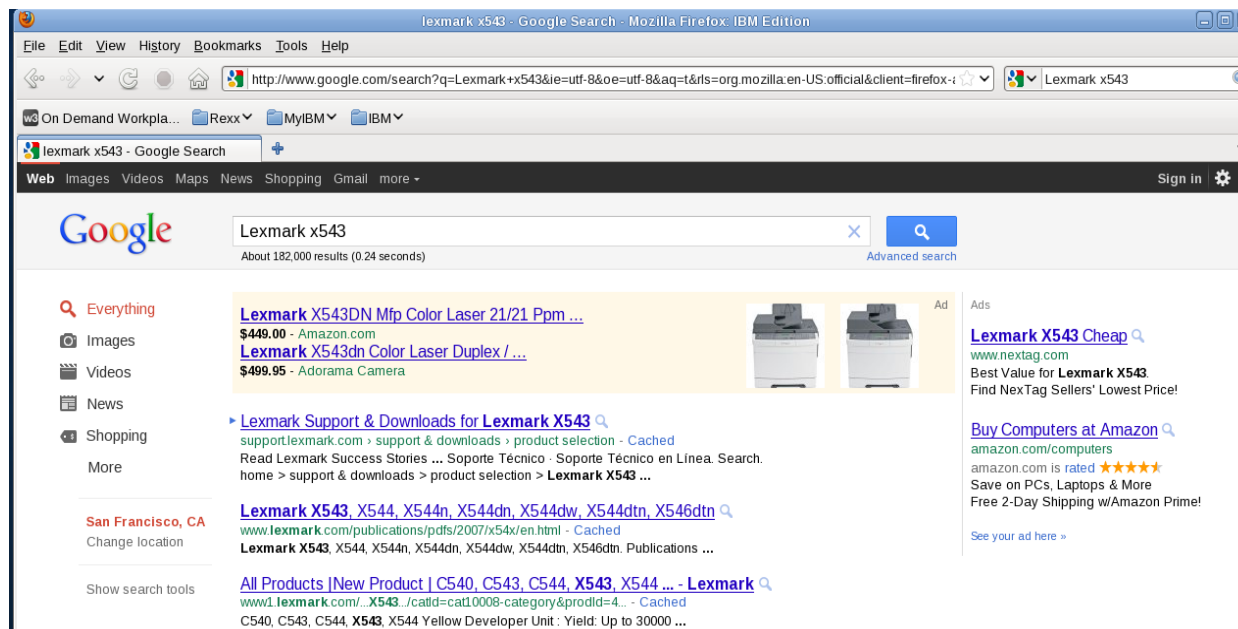 lexmark x543 - Google Search - Mozilla Firefox: IBM Edition
File Edit View History Bookmarks Tools Help
http://www.google.com/search?q=Lexmark+x543&ie=utf-8&oe=utf-8&aq=t&rls=org.mozilla:en-US:official&client=firefox- Lexmark x543
w3 On Demand Workpla... Rexx MyIBM IBM
lexmark x543 - Google Search
Web Images Videos Maps News Shopping Gmail more Sign in
Google
Lexmark x543
About 182,000 results (0.24 seconds) Advanced search
Everything
Images
Videos
News
Shopping
More
San Francisco, CA
Change location
Show search tools
Ad
Lexmark X543DN Mfp Color Laser 21/21 Ppm ...
$449.00 - Amazon.com
Lexmark X543dn Color Laser Duplex / ...
$499.95 - Adorama Camera
Lexmark Support & Downloads for Lexmark X543
support.lexmark.com › support & downloads › product selection - Cached
Read Lexmark Success Stories ... Soporte Técnico · Soporte Técnico en Línea. Search.
home > support & downloads > product selection > Lexmark X543 ...
Lexmark X543, X544, X544n, X544dn, X544dw, X544dtn, X546dtn
www.lexmark.com/publications/pdfs/2007/x54x/en.html - Cached
Lexmark X543, X544, X544n, X544dn, X544dw, X544dtn, X546dtn. Publications ...
All Products |New Product | C540, C543, C544, X543, X544 ... - Lexmark
www1.lexmark.com/...X543.../catId=cat10008-category&prodId=4... - Cached
C540, C543, C544, X543, X544 Yellow Developer Unit : Yield: Up to 30000 ...
Ads
Lexmark X543 Cheap
www.nextag.com
Best Value for Lexmark X543.
Find NexTag Sellers' Lowest Price!
Buy Computers at Amazon
amazon.com/computers
amazon.com is rated
Save on PCs, Laptops & More
Free 2-Day Shipping w/Amazon Prime!
See your ad here »